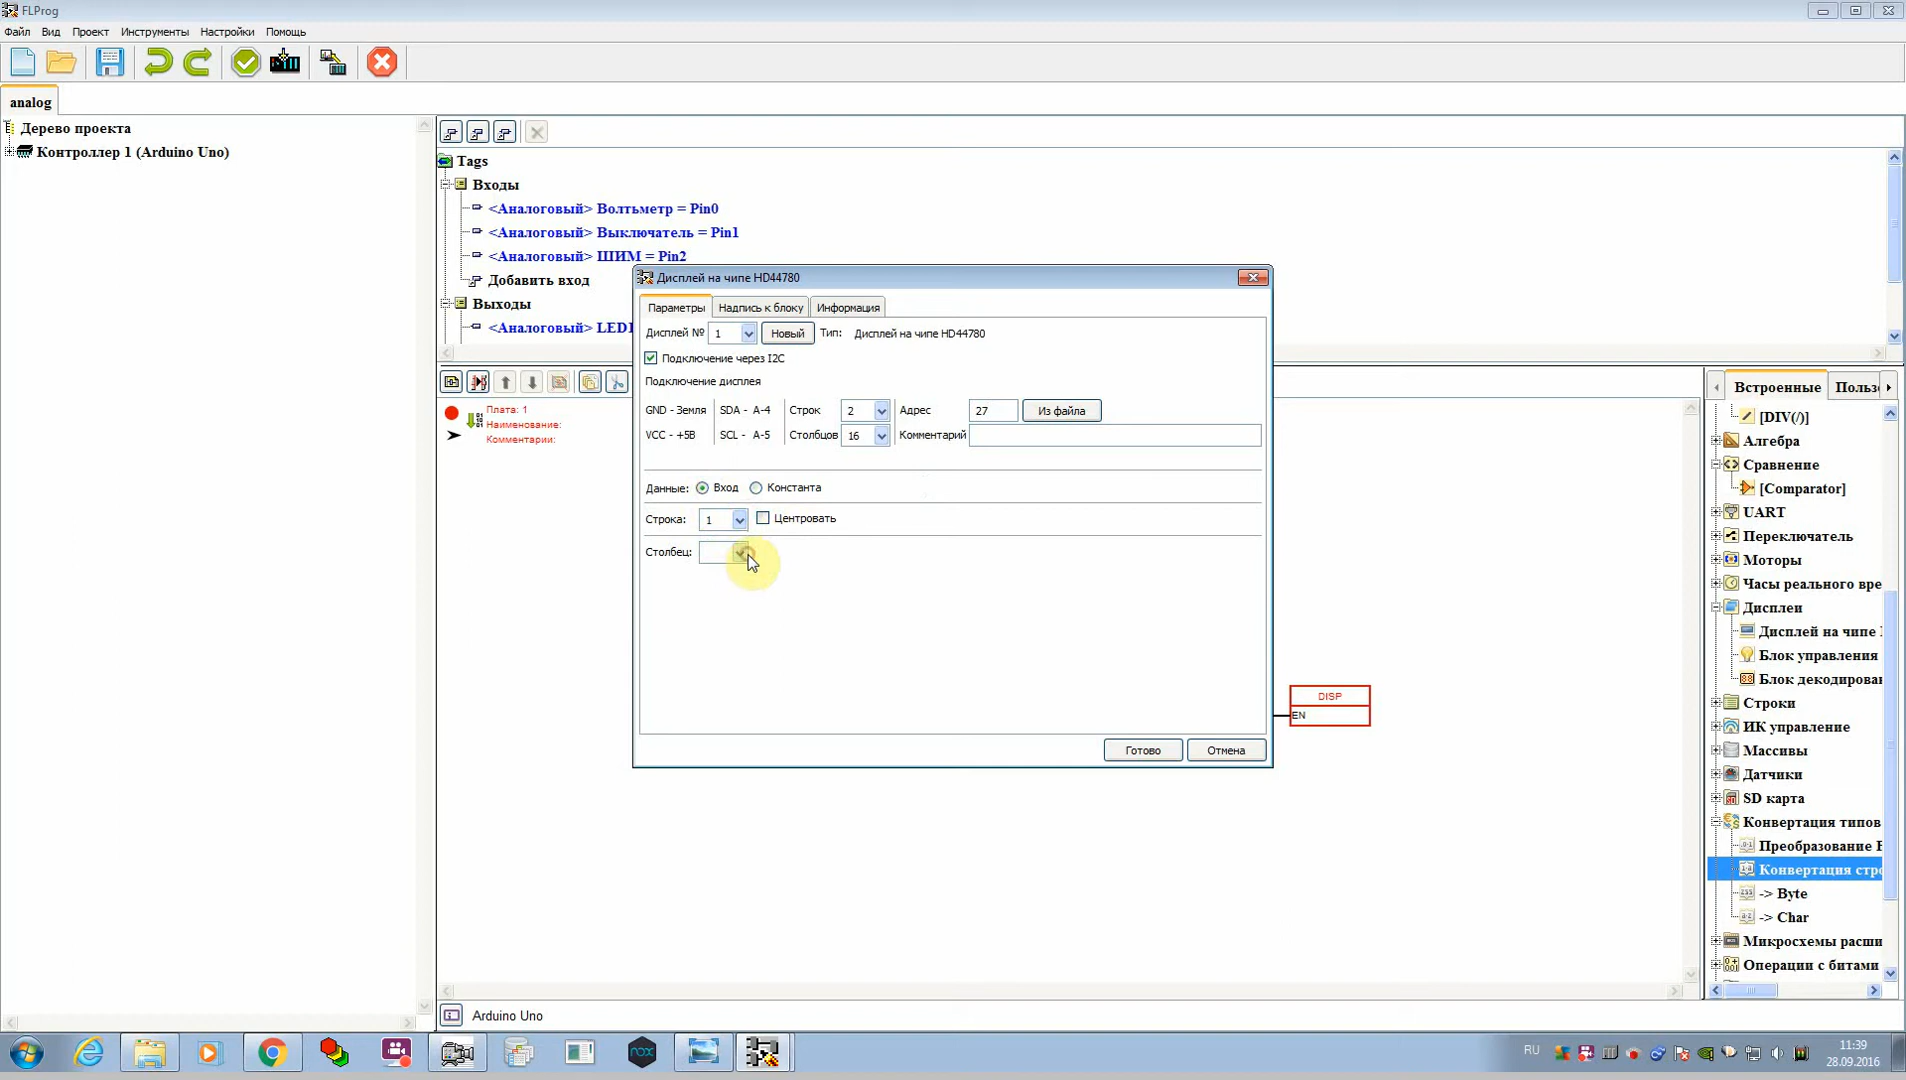 FLProg
Файл Вид Проект Инструменты Настройки Помощь
analog
Дерево проекта
Контроллер 1 (Arduino Uno)
Tags
Входы
<Аналоговый> Волтьметр = Pin0
<Аналоговый> Выключатель = Pin1
<Аналоговый> ШИМ = Pin2
Добавить вход
Выходы
<Аналоговый>
Плата: 1
Наименование:
Комментарии:
Дисплей на чипе HD44780
Параметры Надпись к блоку Информация
Дисплей № 1 Новый Тип: Дисплей на чипе HD44780
Подключение через I2C
Подключение дисплея
GND - Земля SDA - A-4 Строк 2 Адрес 27 Из файла
VCC - +5В SCL - A-5 Столбцов 16 Комментарий
Данные: Вход Константа
Строка: 1 Центровать
Столбец:
Готово Отмена
DISP
EN
Встроенные Пользо
[DIV(/)]
Алгебра
Сравнение
[Comparator]
UART
Переключатель
Моторы
Часы реального вре
Дисплеи
Дисплей на чипе
Блок управления
Блок декодирова
Строки
ИК управление
Массивы
Датчики
SD карта
Конвертация типов
Преобразование
Конвертация стро
-> Byte
-> Char
Микросхемы расши
Операции с битами
Arduino Uno
nox
RU
11:39
28.09.2016